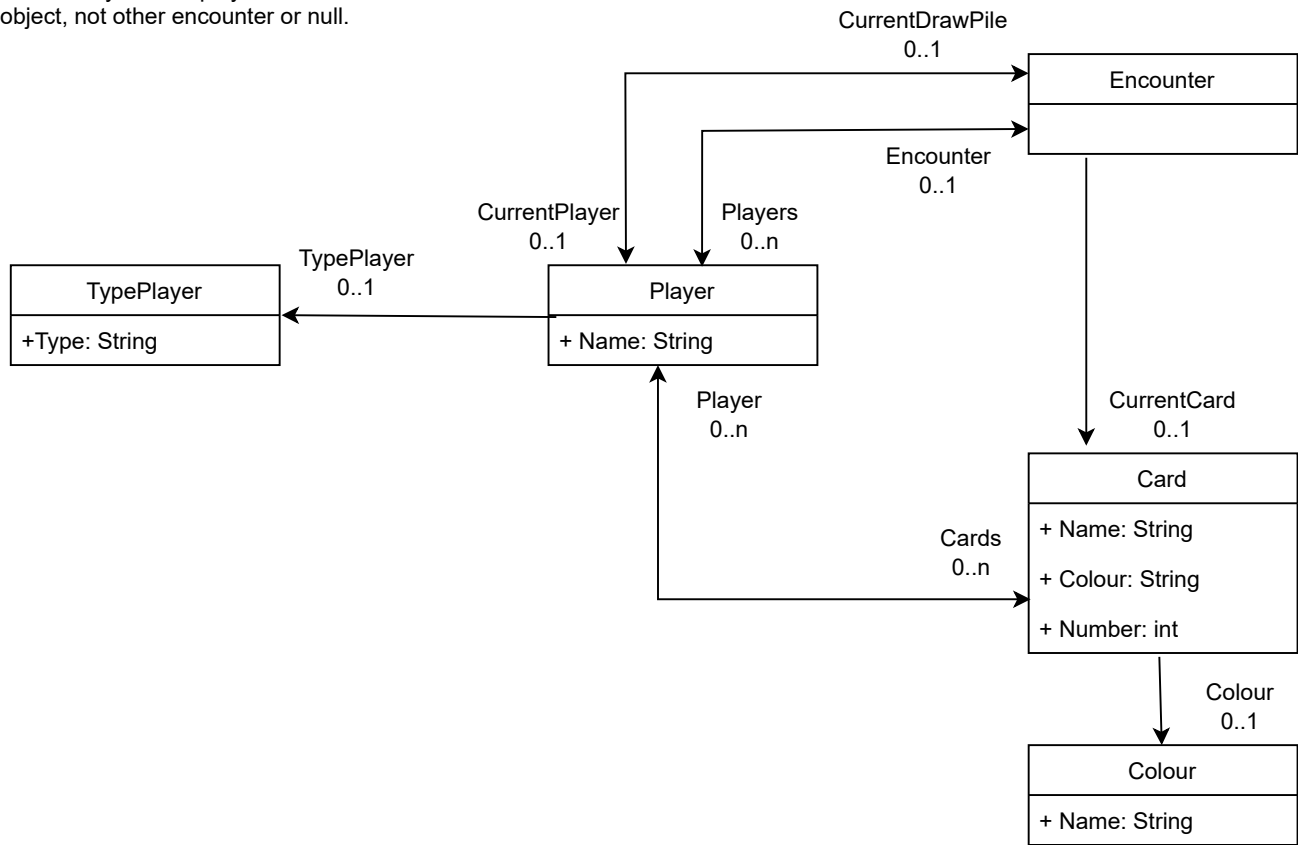 object, not other encounter or null.
CurrentDrawPile
0..1
Encounter
Encounter
0..1
CurrentPlayer
0..1
Players
0..n
TypePlayer
0..1
TypePlayer
+Type: String
Player
+ Name: String
Player
0..n
CurrentCard
0..1
Card
+ Name: String
+ Colour: String
+ Number: int
Cards
0..n
Colour
0..1
Colour
+ Name: String